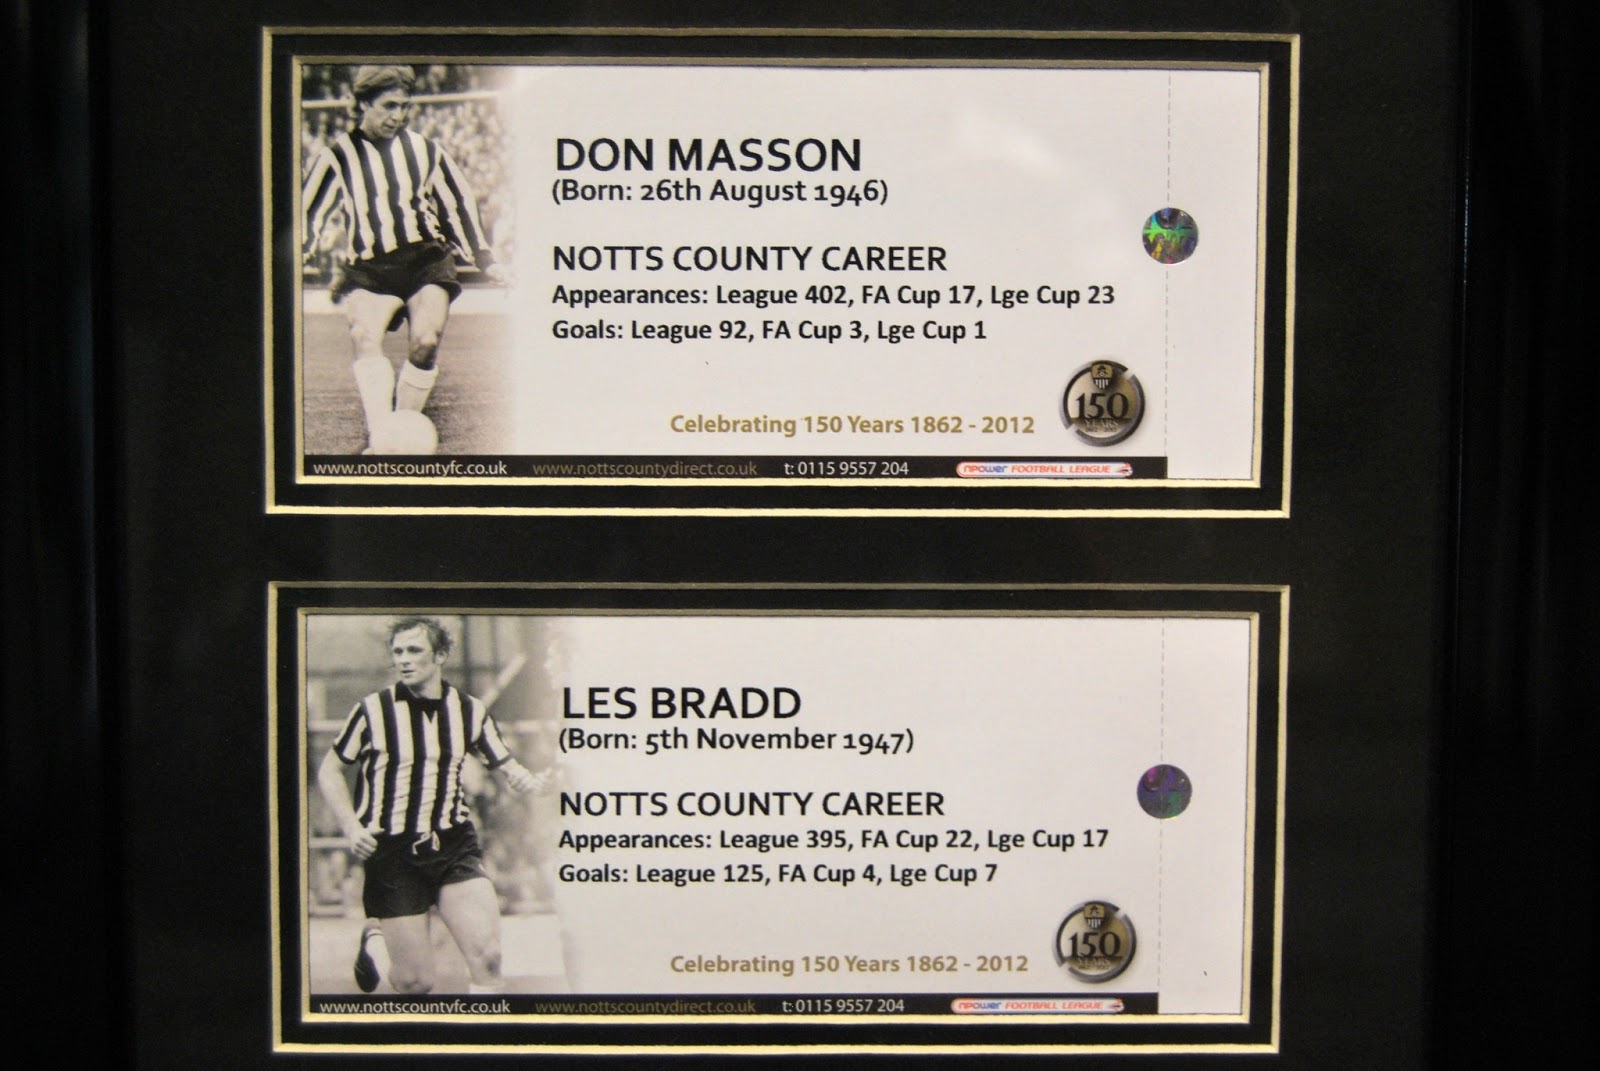 DON MASSON
(Born: 26th August 1946)
NOTTS COUNTY CAREER
Appearances: League 402, FA Cup 17, Lge Cup 23
Goals: League 92, FA Cup 3, Lge Cup 1
150
YEARS
Celebrating 150 Years 1862 - 2012
www.nottscountyfc.co.uk www.nottscountydirect.co.uk t: 0115 9557 204 npower FOOTBALL LEAGUE
LES BRADD
(Born: 5th November 1947)
NOTTS COUNTY CAREER
Appearances: League 395, FA Cup 22, Lge Cup 17
Goals: League 125, FA Cup 4, Lge Cup 7
150
YEARS
Celebrating 150 Years 1862 - 2012
www.nottscountyfc.co.uk www.nottscountydirect.co.uk t: 0115 9557 204 npower FOOTBALL LEAGUE